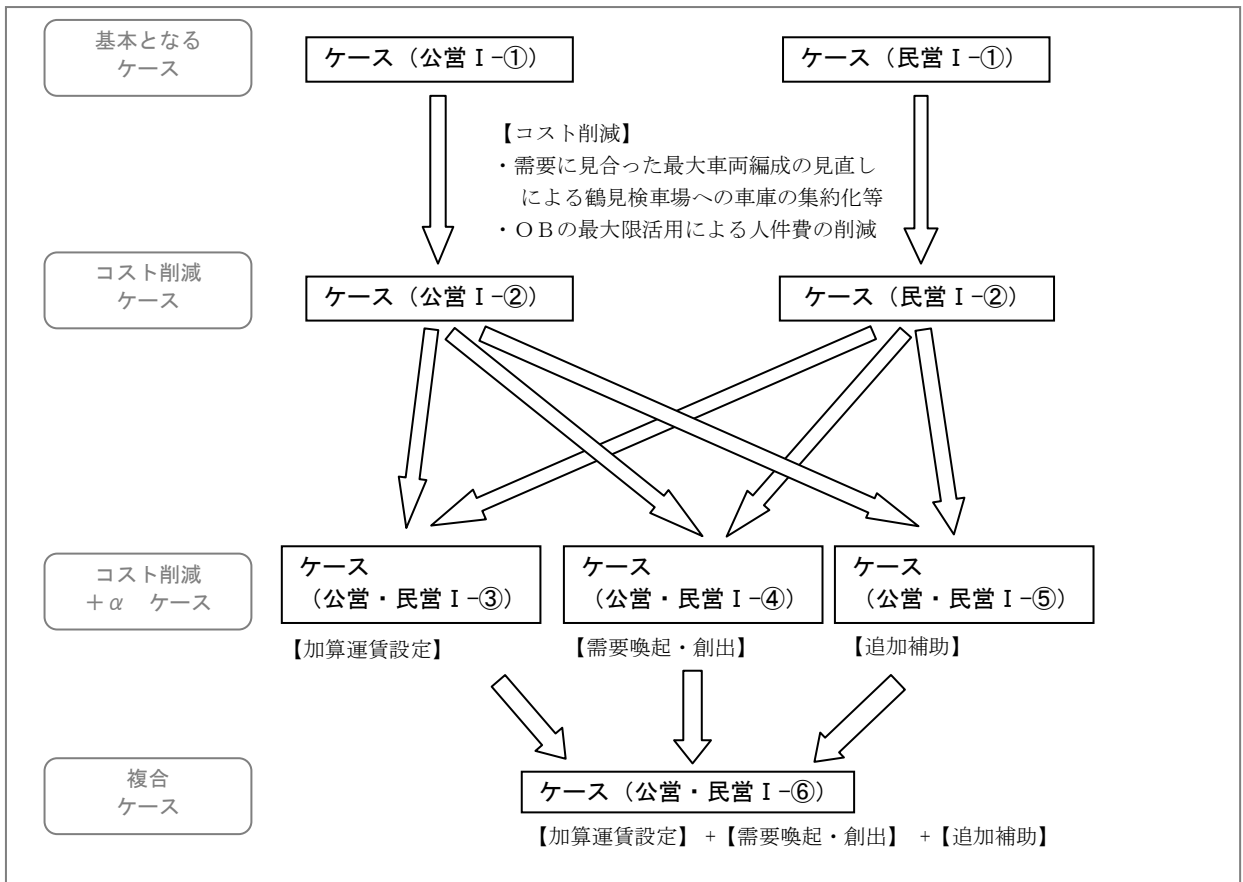 基本となる
ケース
ケース（公営Ⅰ-①）
ケース（民営Ⅰ-①）
【コスト削減】
・需要に見合った最大車両編成の見直し
による鶴見検車場への車庫の集約化等
・ＯＢの最大限活用による人件費の削減
コスト削減
ケース
ケース（公営Ⅰ-②）
ケース（民営Ⅰ-②）
コスト削減
＋α　ケース
ケース
（公営・民営Ⅰ-③）
【加算運賃設定】
ケース
（公営・民営Ⅰ-④）
【需要喚起・創出】
ケース
（公営・民営Ⅰ-⑤）
【追加補助】
複合
ケース
ケース（公営・民営Ⅰ-⑥）
【加算運賃設定】+【需要喚起・創出】+【追加補助】